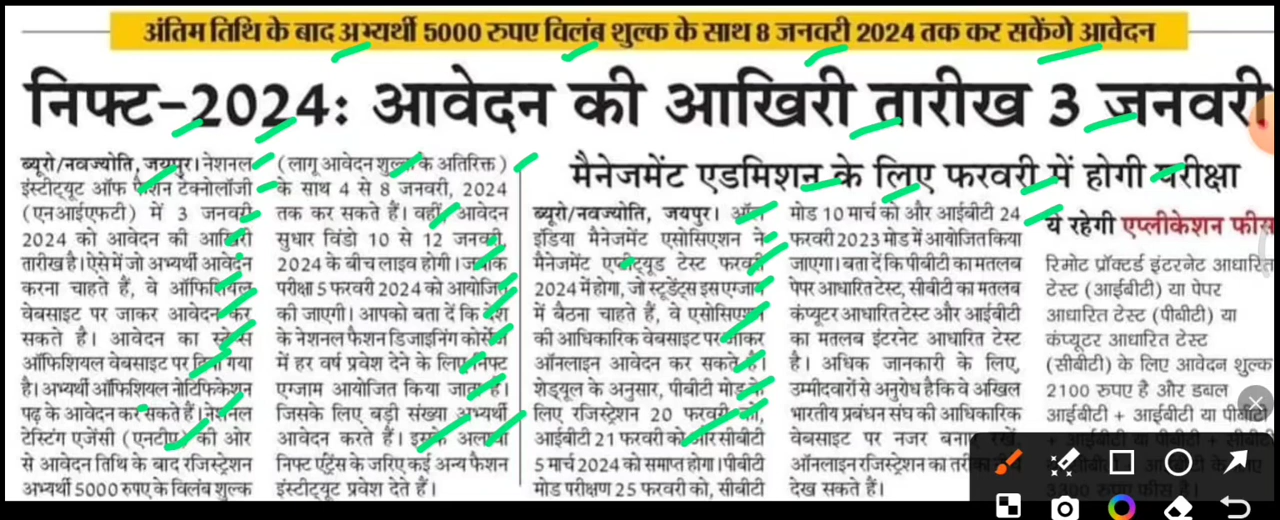 अंतिम तिथि के बाद अभ्यर्थी 5000 रुपए विलंब शुल्क के साथ 8 जनवरी 2024 तक कर सकेंगे आवेदन
निफ्ट-2024: आवेदन की आखिरी तारीख 3 जनवरी
ब्यूरो/नवज्योति, जयपुर। नेशनल
इंस्टीट्यूट ऑफ फैशन टेक्नोलॉजी
(एनआईएफटी) में 3 जनवरी
2024 को आवेदन की आखिरी
तारीख है। ऐसे में जो अभ्यर्थी आवेदन
करना चाहते हैं, वे ऑफिशियल
वेबसाइट पर जाकर आवेदन कर
सकते है। आवेदन का
ऑफिशियल वेबसाइट पर दिया गया
है। अभ्यर्थी ऑफिशियल नोटिफिकेशन
पढ़ के आवेदन कर सकते हैं। नेशनल
टेस्टिंग एजेंसी (एनटीए) की ओर
से आवेदन तिथि के बाद रजिस्ट्रेशन
अभ्यर्थी 5000 रुपए के विलंब शुल्क
(लागू आवेदन शुल्क के अतिरिक्त)
के साथ 4 से 8 जनवरी, 2024
तक कर सकते हैं। वहीं, आवेदन
सुधार विंडो 10 से 12 जनवरी,
2024 के बीच लाइव होगी। जबकि
परीक्षा 5 फरवरी 2024 को आयोजित
की जाएगी। आपको बता दें कि देश
के नेशनल फैशन डिजाइनिंग कोर्सेज
में हर वर्ष प्रवेश देने के लिए निफ्ट
एग्जाम आयोजित किया जाता है।
जिसके लिए बड़ी संख्या अभ्यर्थी
आवेदन करते हैं। इसके अलावा
निफ्ट एंट्रेंस के जरिए कई अन्य फैशन
इंस्टीट्यूट प्रवेश देते हैं।
मैनेजमेंट एडमिशन के लिए फरवरी में होगी परीक्षा
ब्यूरो/नवज्योति, जयपुर। ऑल
इंडिया मैनेजमेंट एसोसिएशन ने
मैनेजमेंट एप्टीट्यूड टेस्ट फरवरी
2024 में होगा, जो स्टूडेंट्स इस एग्जाम
में बैठना चाहते हैं, वे एसोसिएशन
की आधिकारिक वेबसाइट पर जाकर
ऑनलाइन आवेदन कर सकते हैं।
शेड्यूल के अनुसार, पीबीटी मोड के
लिए रजिस्ट्रेशन 20 फरवरी को,
आईबीटी 21 फरवरी को और सीबीटी
5 मार्च 2024 को समाप्त होगा। पीबीटी
मोड परीक्षण 25 फरवरी को, सीबीटी
मोड 10 मार्च को और आईबीटी 24
फरवरी 2023 मोड में आयोजित किया
जाएगा। बता दें कि पीबीटी का मतलब
पेपर आधारित टेस्ट, सीबीटी का मतलब
कंप्यूटर आधारित टेस्ट और आईबीटी
का मतलब इंटरनेट आधारित टेस्ट
है। अधिक जानकारी के लिए,
उम्मीदवारों से अनुरोध है कि वे अखिल
भारतीय प्रबंधन संघ की आधिकारिक
वेबसाइट पर नजर बनाए रखें,
ऑनलाइन रजिस्ट्रेशन का तरीका नीचे
देख सकते हैं।
ये रहेगी एप्लीकेशन फीस
रिमोट प्रॉक्टर्ड इंटरनेट आधारित
टेस्ट (आईबीटी) या पेपर
आधारित टेस्ट (पीबीटी) या
कंप्यूटर आधारित टेस्ट
(सीबीटी) के लिए आवेदन शुल्क
2100 रुपए है और डबल
आईबीटी + आईबीटी या पीबीटी
+ आईबीटी या पीबीटी + सीबीटी
3300 रुपए फीस है।